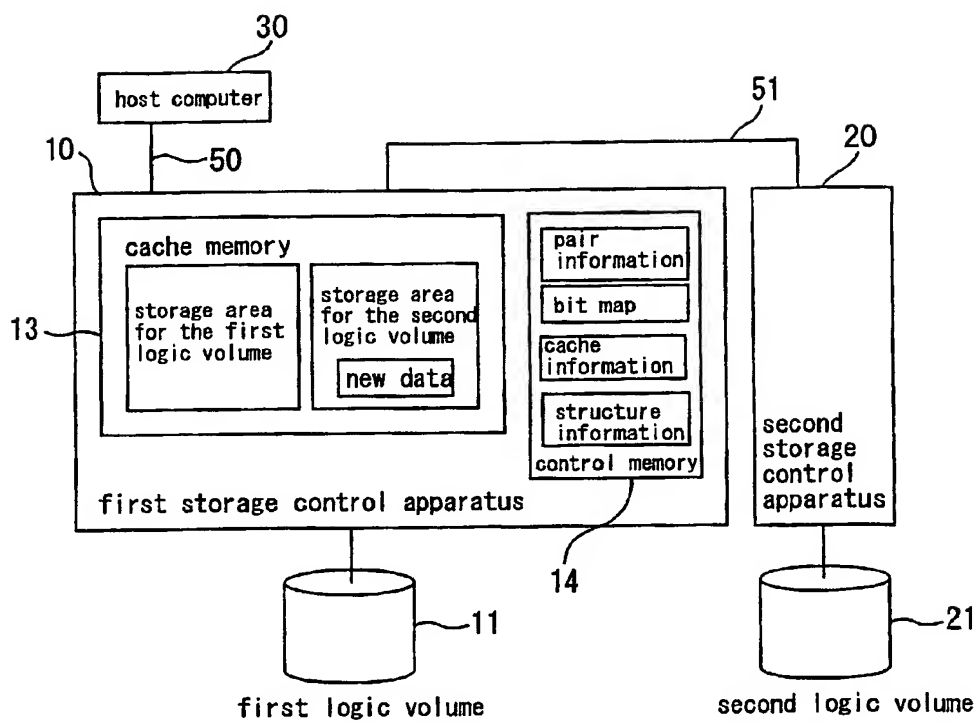 30
host computer
51
10
50
20
cache memory
storage area
for the first
logic volume
storage area
for the second
logic volume
new data
13
pair
information
bit map
cache
information
structure
information
control memory
second
storage
control
apparatus
first storage control apparatus
14
11
21
first logic volume
second logic volume